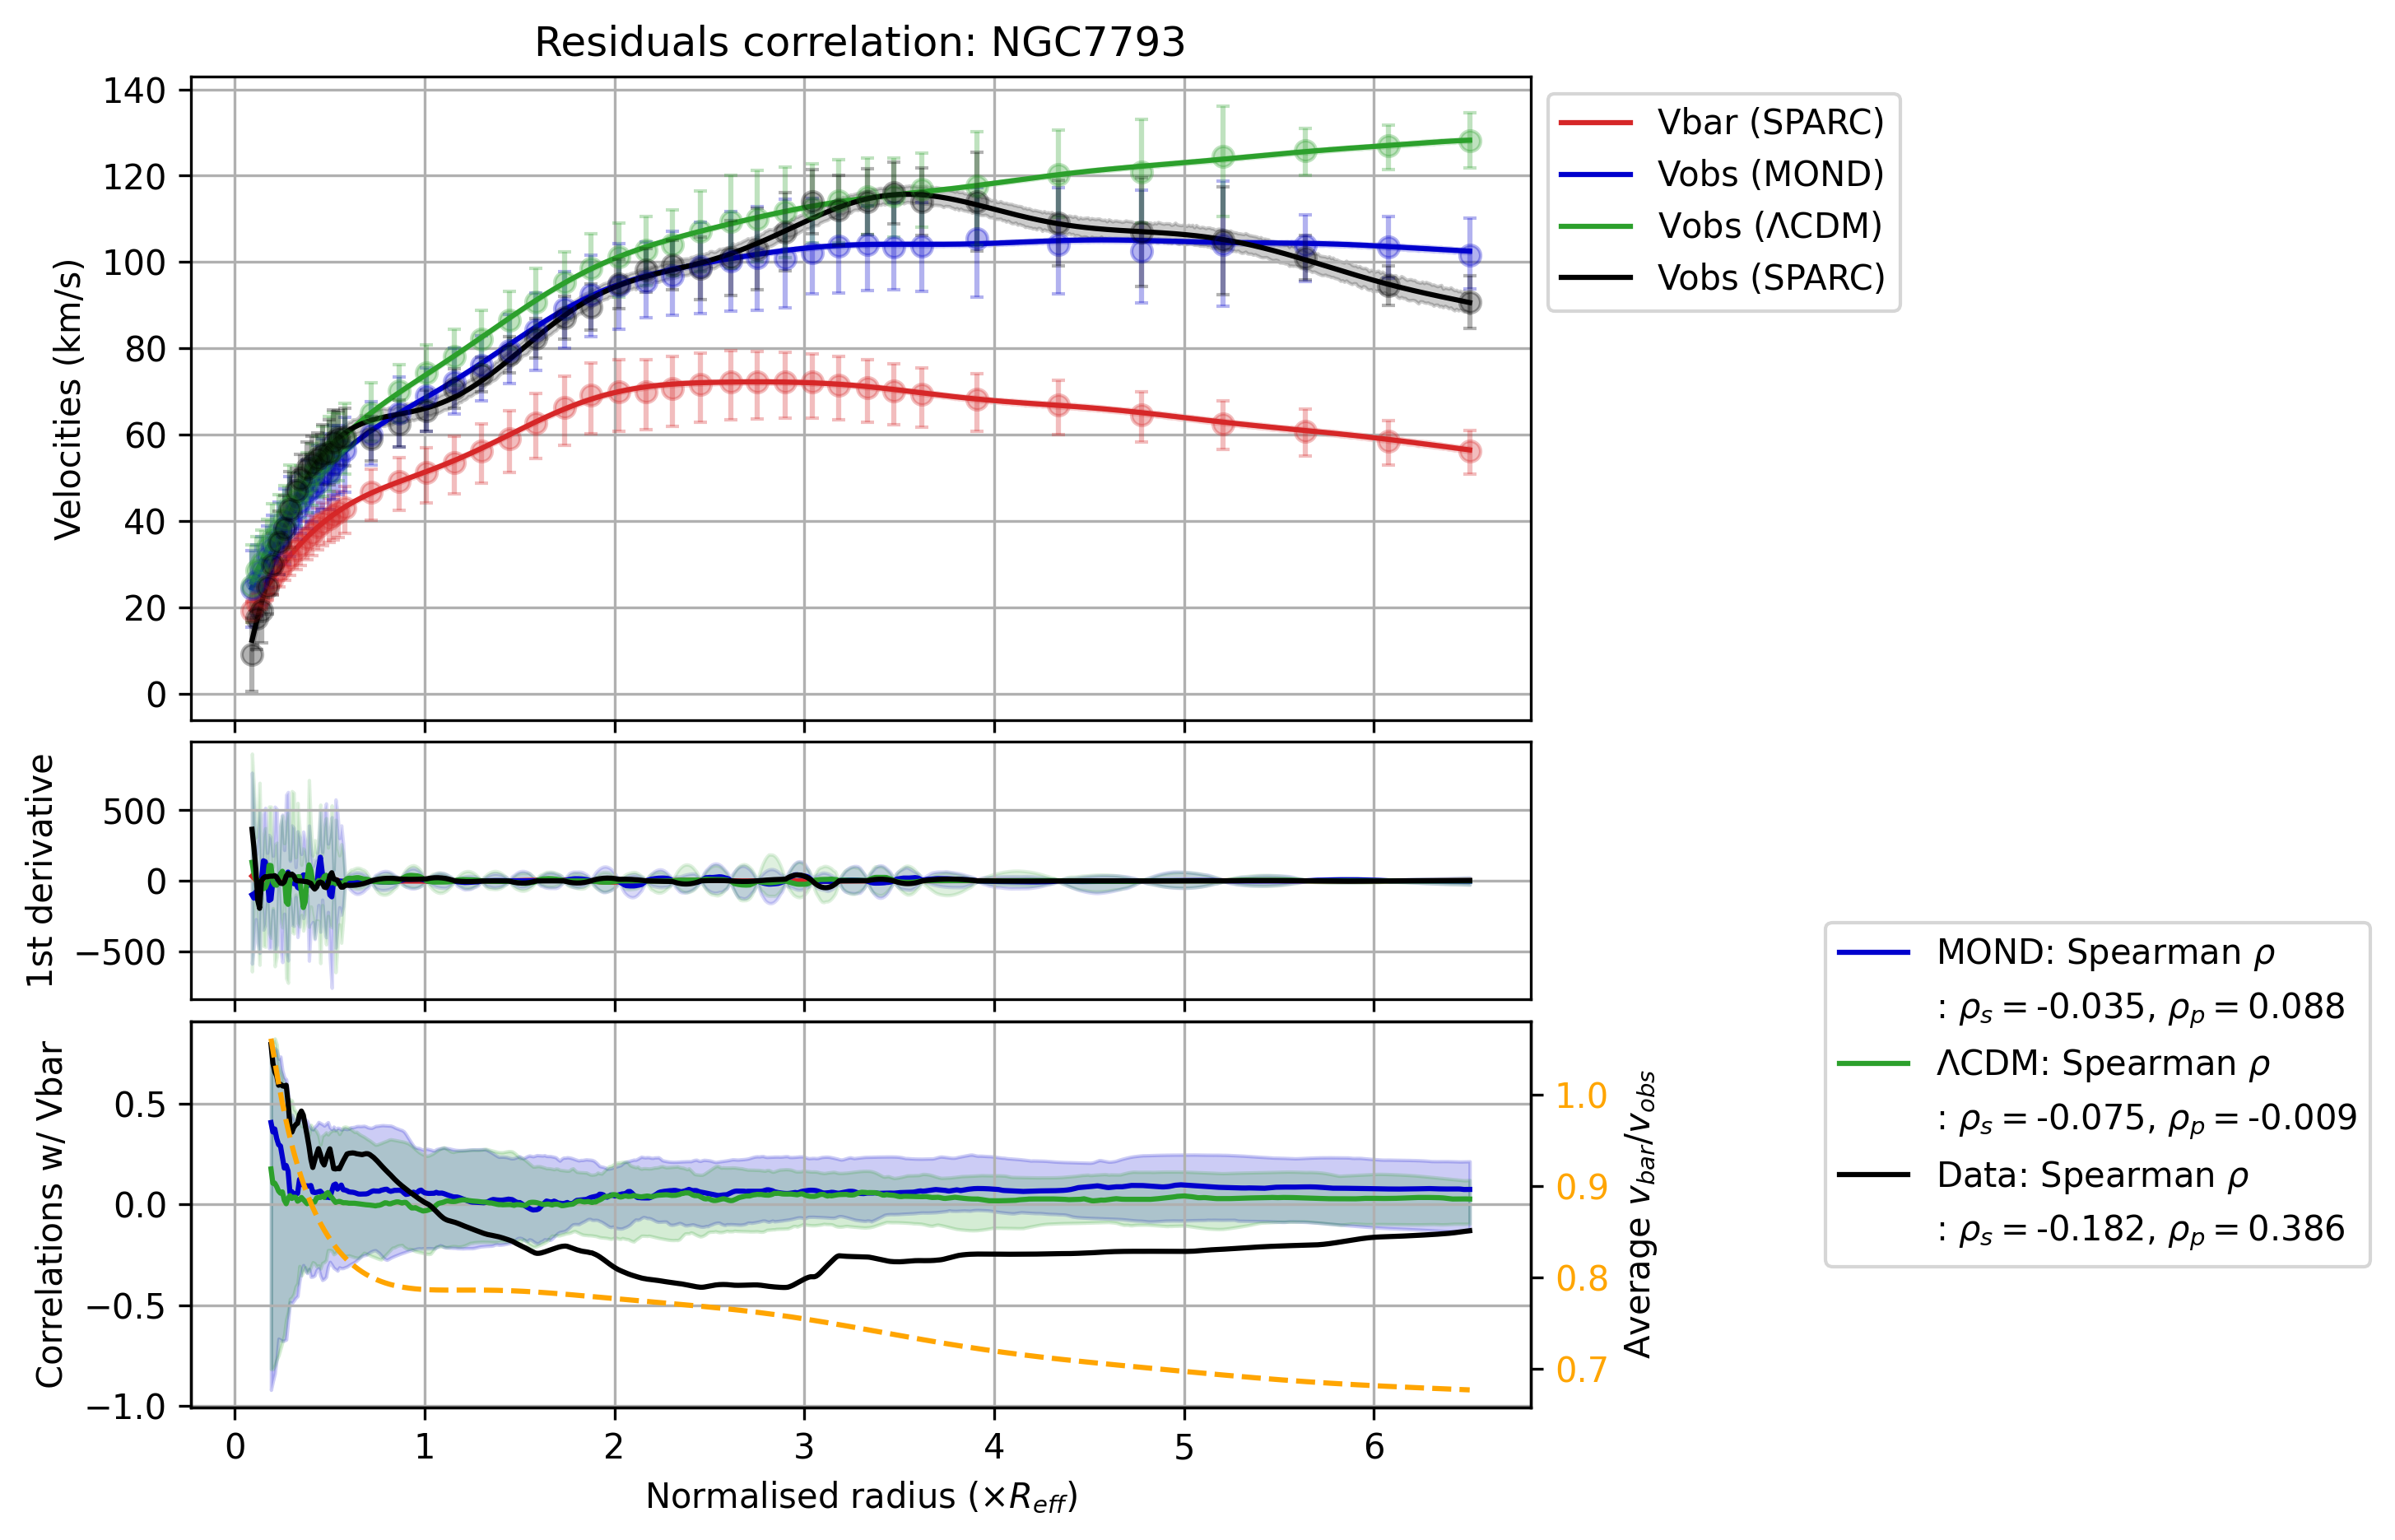 Residuals correlation: NGC7793
Velocities (km/s)
140
120
100
80
60
40
20
0
Vbar (SPARC)
Vobs (MOND)
Vobs (ΛCDM)
Vobs (SPARC)
1st derivative
500
0
−500
Correlations w/ Vbar
0.5
0.0
−0.5
−1.0
1.0
0.9
0.8
0.7
Average v_bar/v_obs
MOND: Spearman ρ
: ρ_s = -0.035, ρ_p = 0.088
ΛCDM: Spearman ρ
: ρ_s = -0.075, ρ_p = -0.009
Data: Spearman ρ
: ρ_s = -0.182, ρ_p = 0.386
0 1 2 3 4 5 6
Normalised radius (×R_eff)